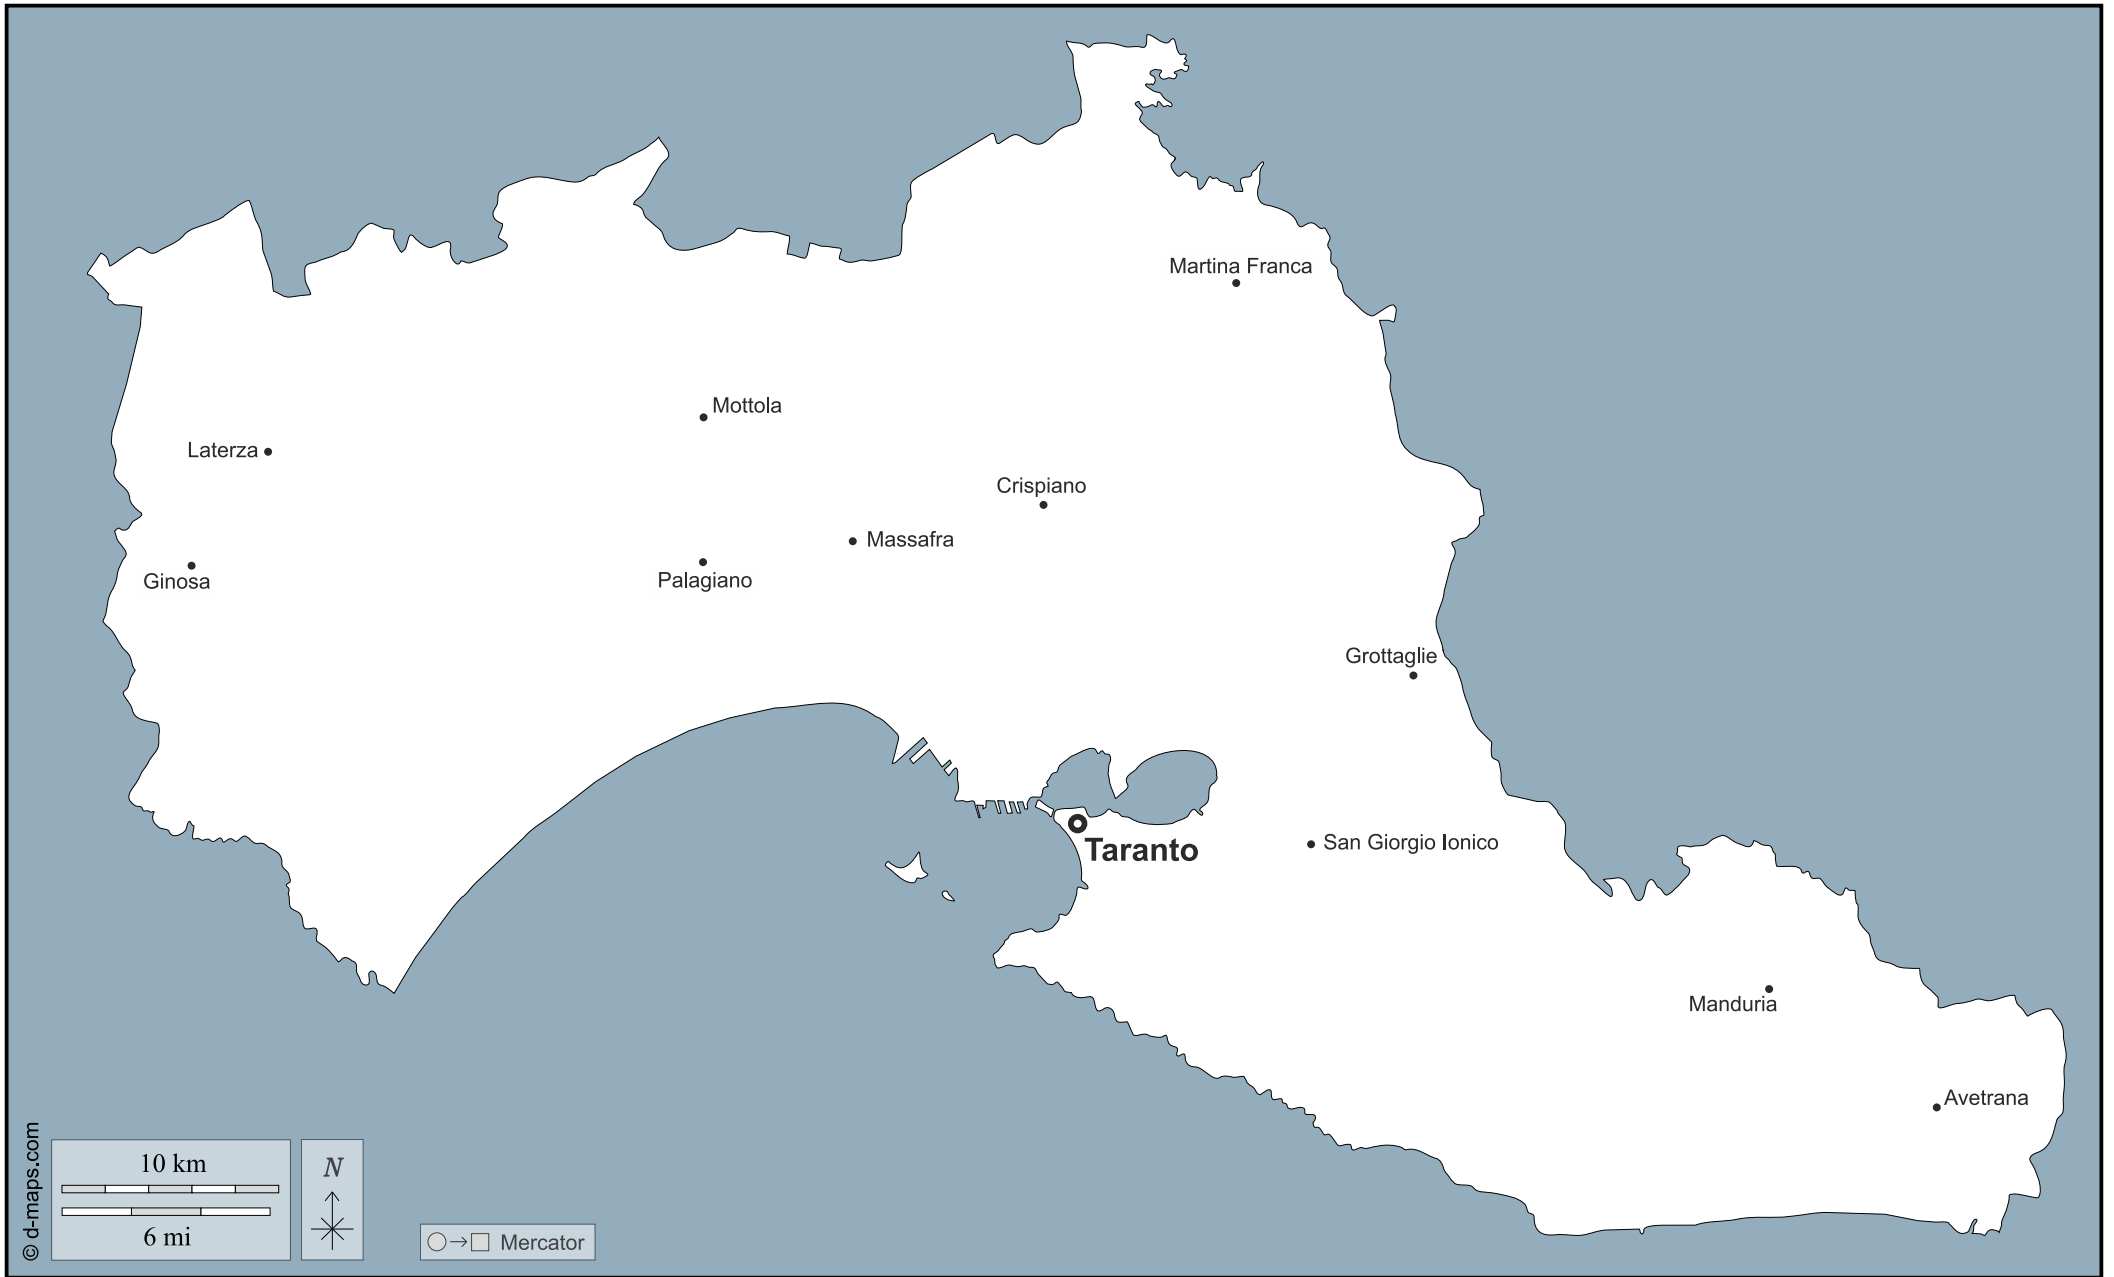 Martina Franca
Mottola
Laterza
Crispiano
Massafra
Ginosa
Palagiano
Grottaglie
Taranto
San Giorgio Ionico
Manduria
Avetrana
© d-maps.com
10 km
6 mi
N
Mercator